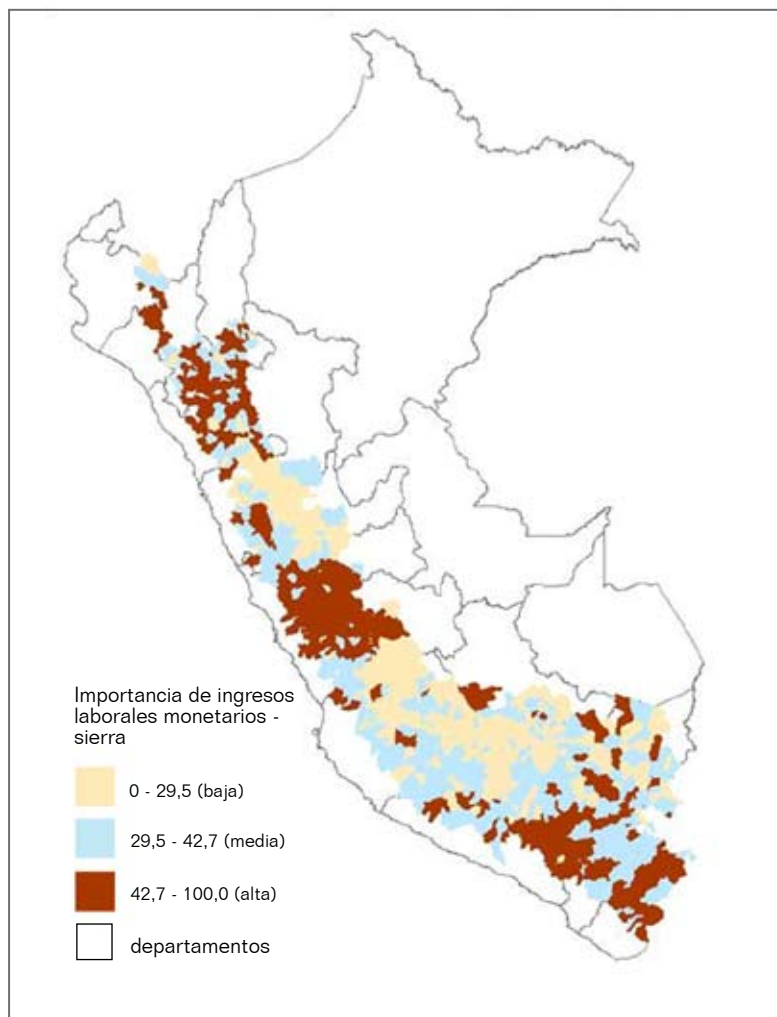 Importancia de ingresos
laborales monetarios -
sierra
0 - 29,5 (baja)
29,5 - 42,7 (media)
42,7 - 100,0 (alta)
departamentos